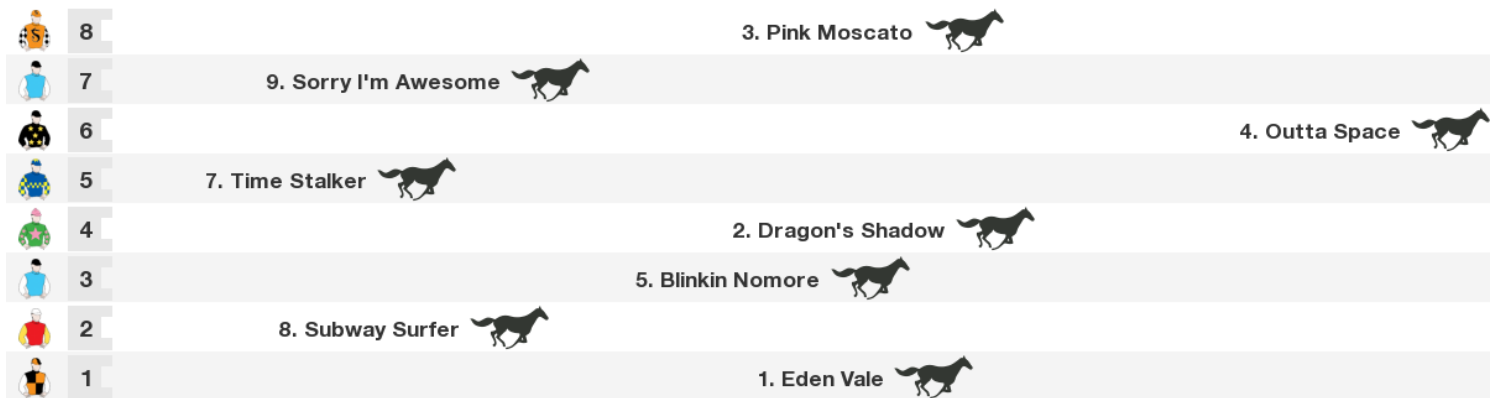 8 3. Pink Moscato
7 9. Sorry I'm Awesome
6 4. Outta Space
5 7. Time Stalker
4 2. Dragon's Shadow
3 5. Blinkin Nomore
2 8. Subway Surfer
1 1. Eden Vale